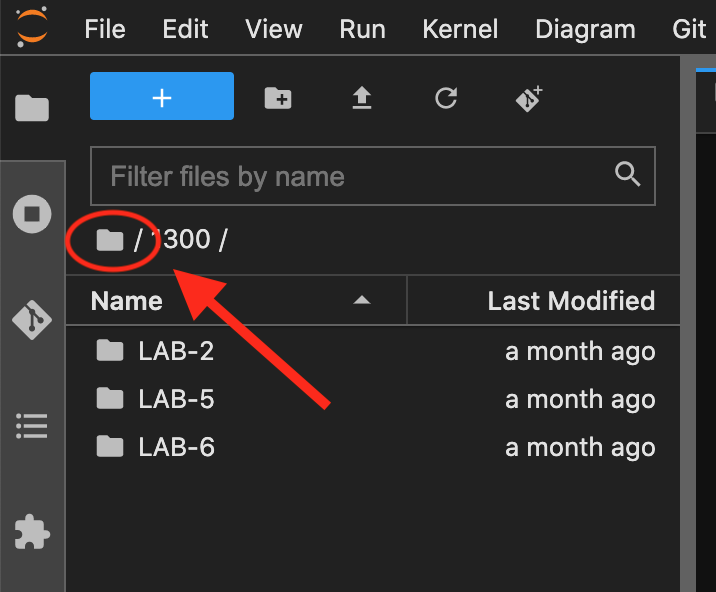 File Edit View Run Kernel Diagram Git
Filter files by name
/ 1300 /
Name Last Modified
LAB-2 a month ago
LAB-5 a month ago
LAB-6 a month ago